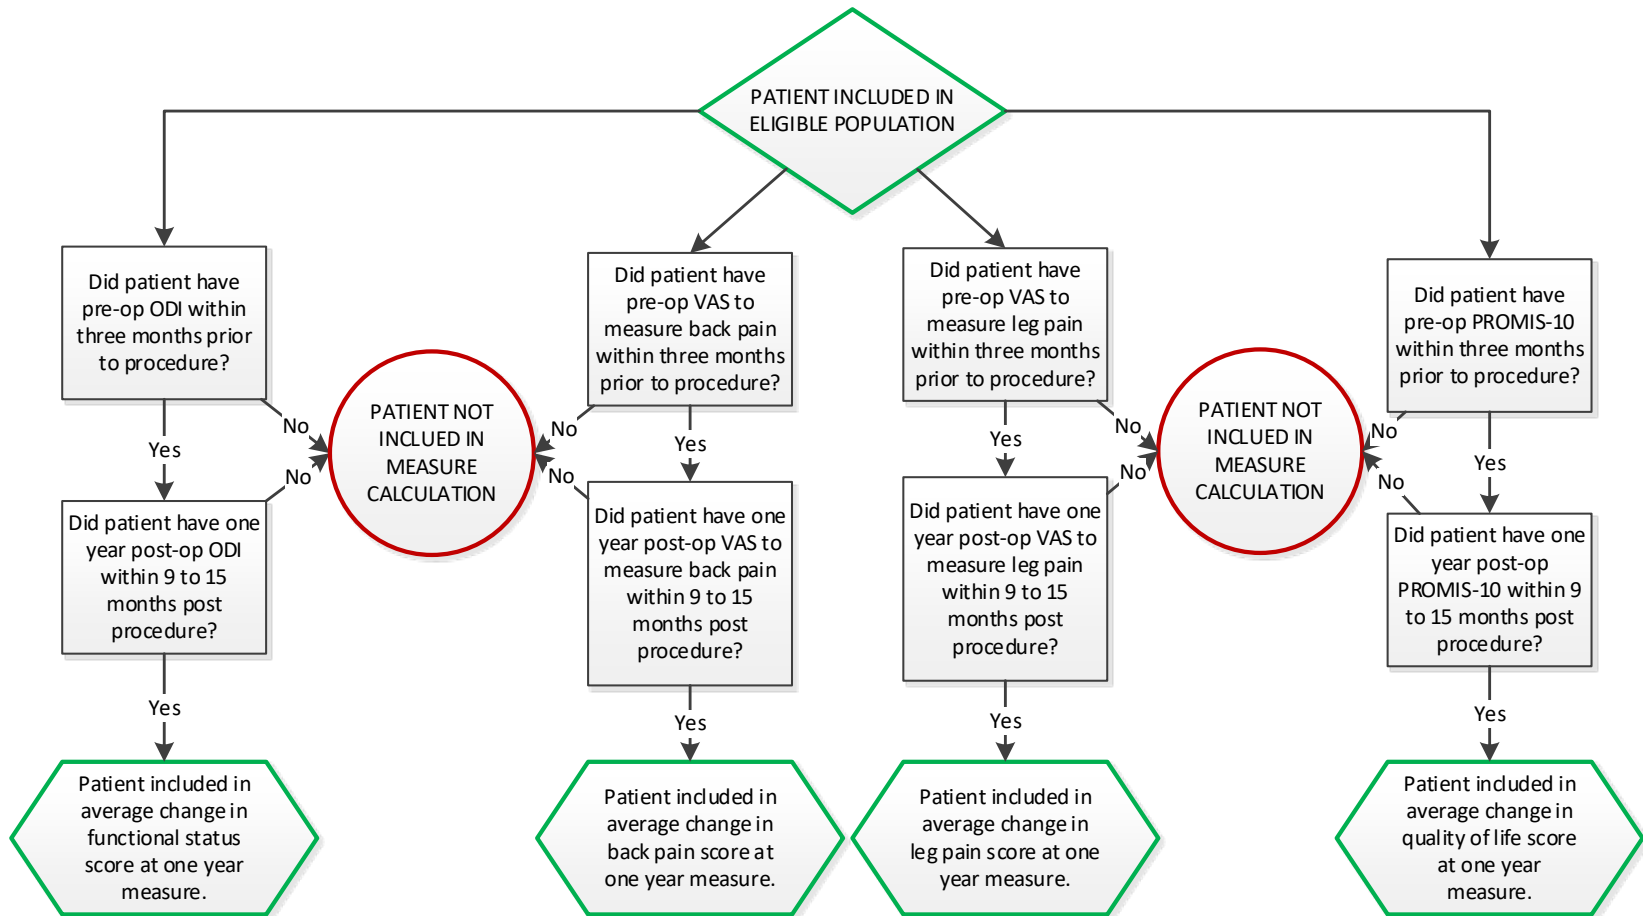 PATIENT INCLUDED IN
ELIGIBLE POPULATION
Did patient have
pre-op ODI within
three months prior
to procedure?
Did patient have
pre-op VAS to
measure back pain
within three months
prior to procedure?
Did patient have
pre-op VAS to
measure leg pain
within three months
prior to procedure?
Did patient have
pre-op PROMIS-10
within three months
prior to procedure?
No
Yes
No
Yes
No
Yes
No
Yes
PATIENT NOT
INCLUED IN
MEASURE
CALCULATION
PATIENT NOT
INCLUED IN
MEASURE
CALCULATION
No
No
No
No
Did patient have one
year post-op ODI
within 9 to 15
months post
procedure?
Did patient have one
year post-op VAS to
measure back pain
within 9 to 15
months post
procedure?
Did patient have one
year post-op VAS to
measure leg pain
within 9 to 15
months post
procedure?
Did patient have one
year post-op
PROMIS-10 within 9
to 15 months post
procedure?
Yes
Yes
Yes
Yes
Patient included in
average change in
functional status
score at one year
measure.
Patient included in
average change in
back pain score at
one year measure.
Patient included in
average change in
leg pain score at one
year measure.
Patient included in
average change in
quality of life score
at one year
measure.